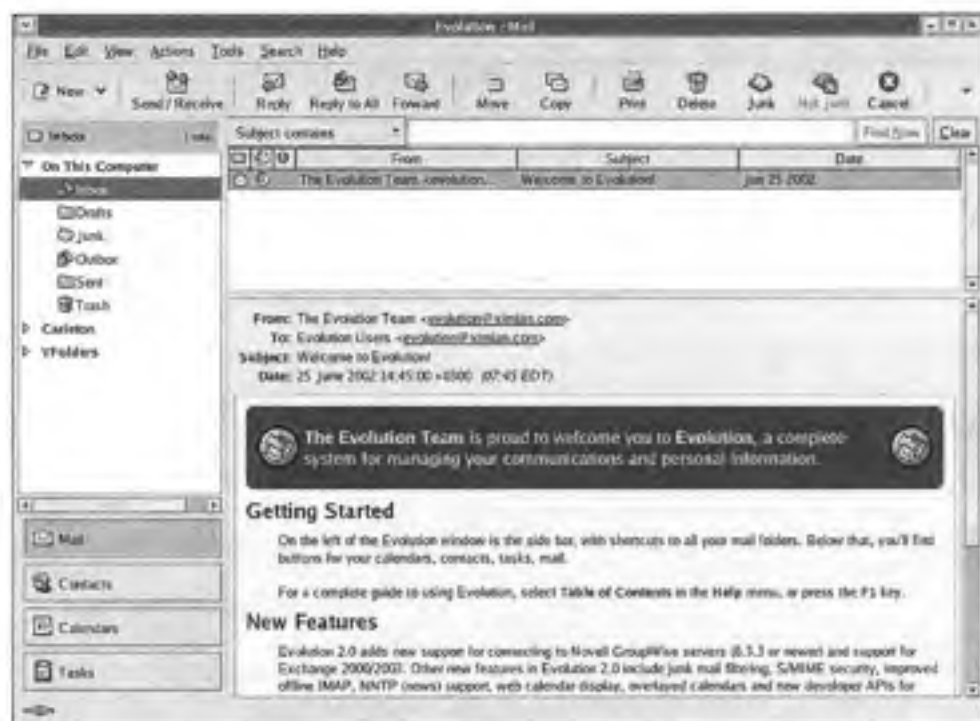 Evolution - Mail
File Edit View Actions Tools Search Help
New Send / Receive Reply Reply to All Forward Move Copy Print Delete Junk Not Junk Cancel
Inbox
Subject contains Find Now Clear
From Subject Date
The Evolution Team <evolution... Welcome to Evolution! Jun 25 2002
On This Computer
Inbox
Drafts
Junk
Outbox
Sent
Trash
Carleton
VFolders
From: The Evolution Team <evolution@ximian.com>
To: Evolution Users <evolution@ximian.com>
Subject: Welcome to Evolution!
Date: 25 June 2002 14:45:00 +0300 (07:45 EDT)
The Evolution Team is proud to welcome you to Evolution, a complete
system for managing your communications and personal information.
Getting Started
On the left of the Evolution window is the side bar, with shortcuts to all your mail folders. Below that, you'll find
buttons for your calendars, contacts, tasks, mail.
For a complete guide to using Evolution, select Table of Contents in the Help menu, or press the F1 key.
New Features
Evolution 2.0 adds new support for connecting to Novell GroupWise servers (6.5.3 or newer) and support for
Exchange 2000/2003. Other new features in Evolution 2.0 include junk mail filtering, S/MIME security, improved
offline IMAP, NNTP (news) support, web calendar display, overlayed calendars and new developer APIs for
Mail
Contacts
Calendars
Tasks